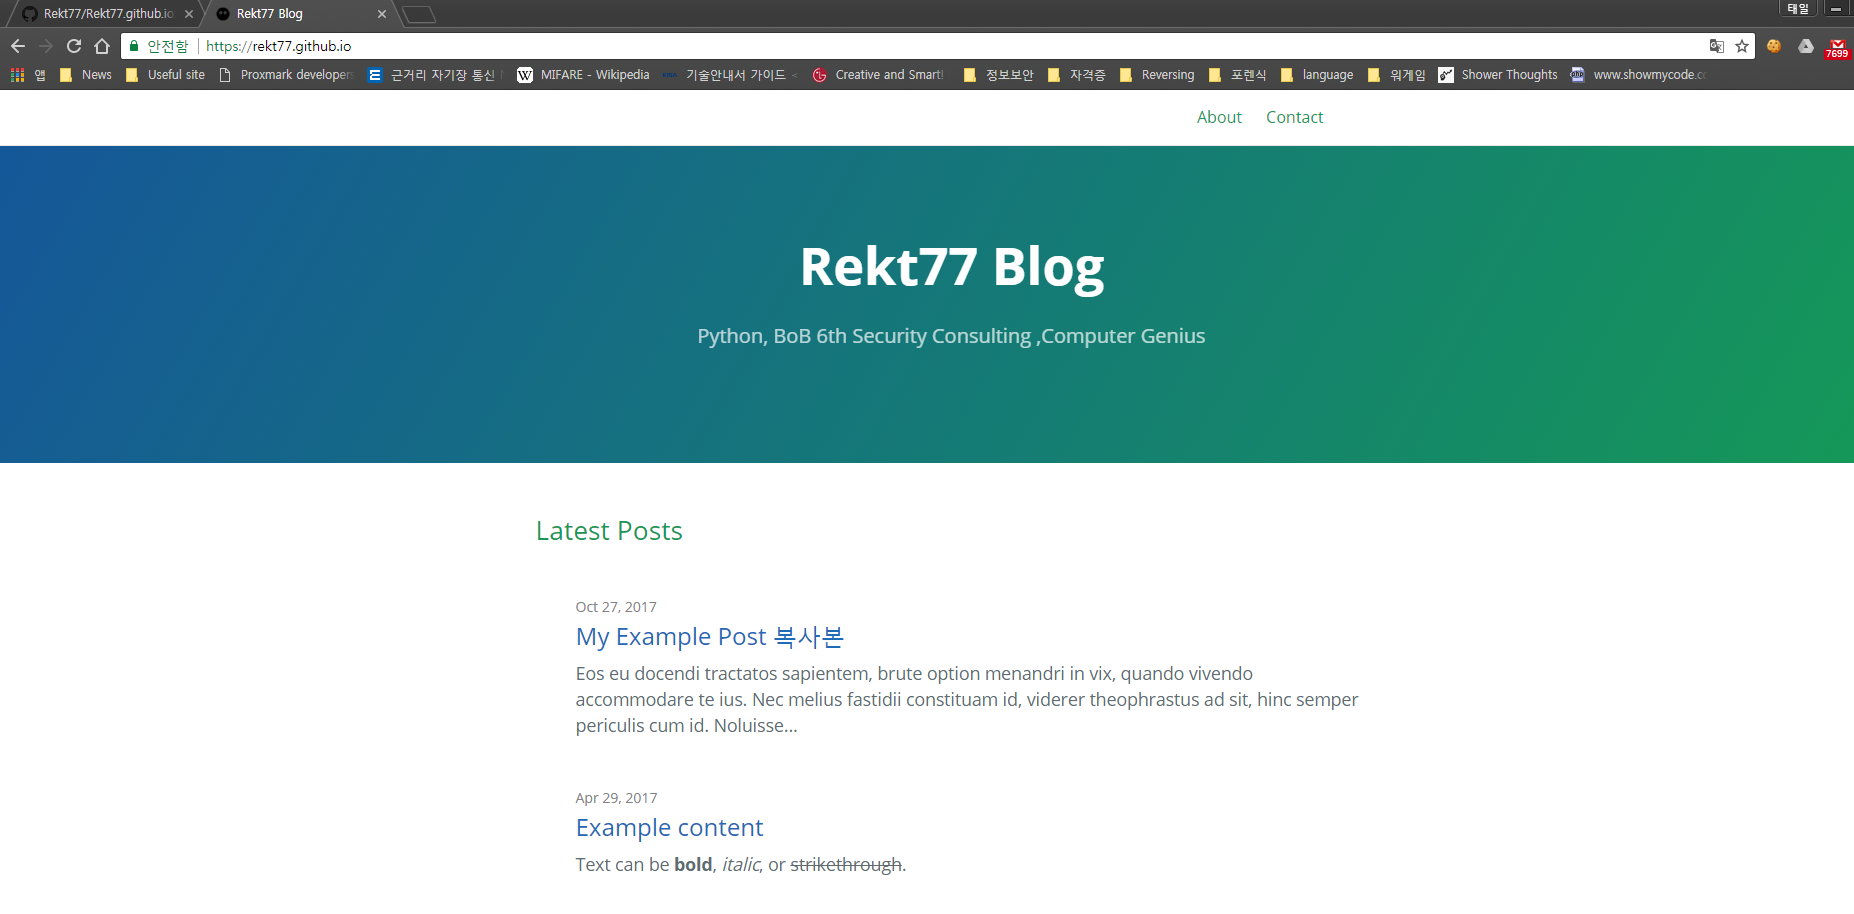 Rekt77/Rekt77.github.io
Rekt77 Blog
태일
안전함 https://rekt77.github.io
7699
앱 News Useful site Proxmark developers 근거리 자기장 통신 MIFARE - Wikipedia 기술안내서 가이드 < Creative and Smart! 정보보안 자격증 Reversing 포렌식 language 워게임 Shower Thoughts www.showmycode.co
About Contact
Rekt77 Blog
Python, BoB 6th Security Consulting ,Computer Genius
Latest Posts
Oct 27, 2017
My Example Post 복사본
Eos eu docendi tractatos sapientem, brute option menandri in vix, quando vivendo
accommodare te ius. Nec melius fastidii constituam id, viderer theophrastus ad sit, hinc semper
periculis cum id. Noluisse...
Apr 29, 2017
Example content
Text can be bold, italic, or strikethrough.